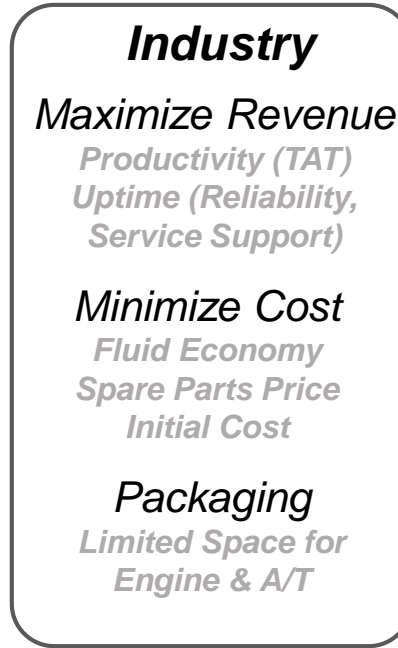 Industry
Maximize Revenue
Productivity (TAT)
Uptime (Reliability,
Service Support)
Minimize Cost
Fluid Economy
Spare Parts Price
Initial Cost
Packaging
Limited Space for
Engine & A/T